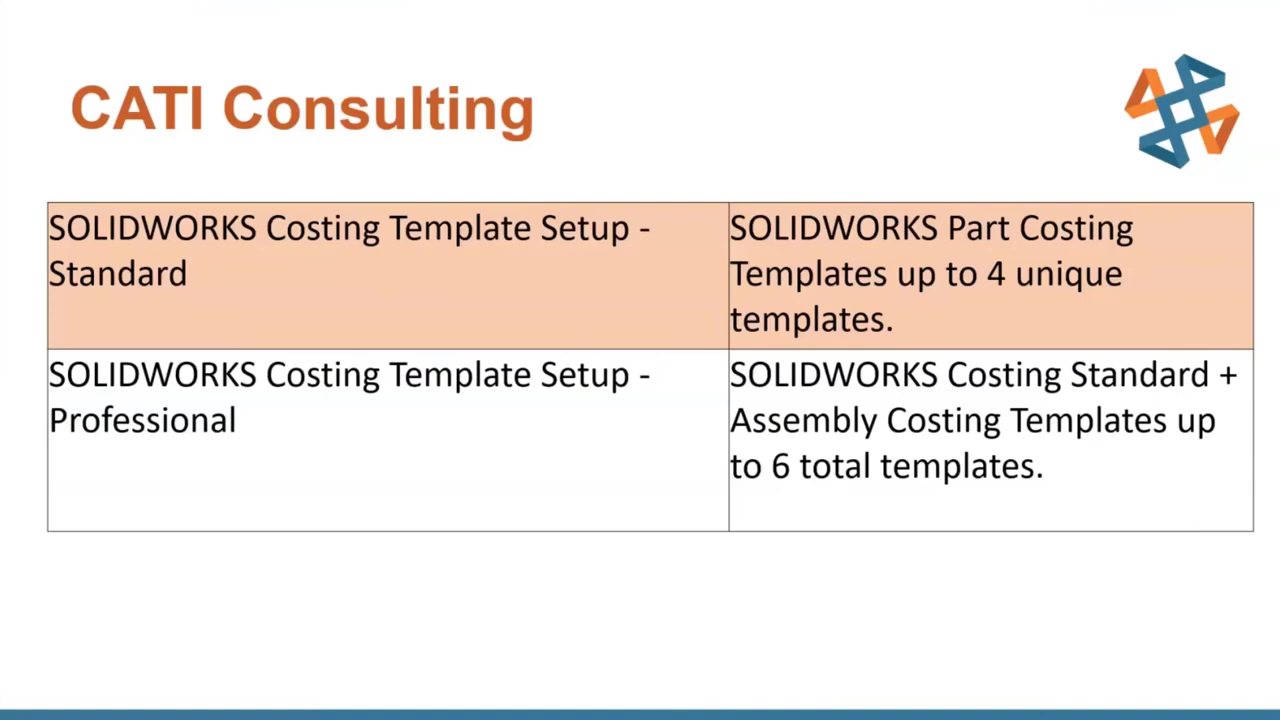 CATI Consulting
SOLIDWORKS Costing Template Setup -
Standard
SOLIDWORKS Part Costing
Templates up to 4 unique
templates.
SOLIDWORKS Costing Template Setup -
Professional
SOLIDWORKS Costing Standard +
Assembly Costing Templates up
to 6 total templates.